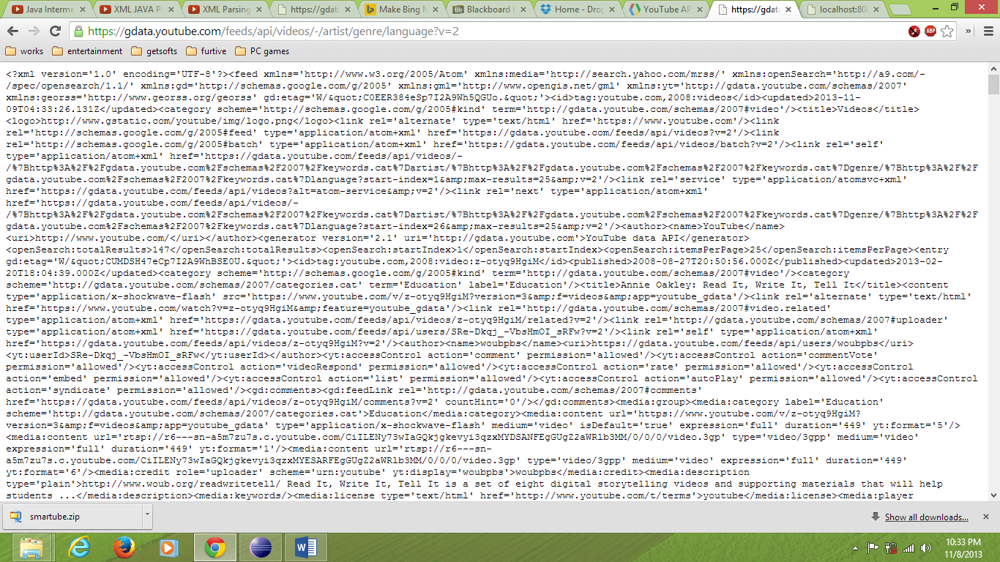 Java Interme
XML JAVA P
XML Parsing
https://gdata
Make Bing M
Blackboard L
Home - Drop
YouTube AP
https://gdat
localhost:808
https://gdata.youtube.com/feeds/api/videos/-/artist/genre/language?v=2
works
entertainment
getsofts
furtive
PC games
<?xml version='1.0' encoding='UTF-8'?><feed xmlns='http://www.w3.org/2005/Atom' xmlns:media='http://search.yahoo.com/mrss/' xmlns:openSearch='http://a9.com/-
/spec/opensearch/1.1/' xmlns:gd='http://schemas.google.com/g/2005' xmlns:gml='http://www.opengis.net/gml' xmlns:yt='http://gdata.youtube.com/schemas/2007'
xmlns:georss='http://www.georss.org/georss' gd:etag='W/&quot;C0EER384eSp7I2A9Wh5QGUo.&quot;'><id>tag:youtube.com,2008:videos</id><updated>2013-11-
09T04:33:26.131Z</updated><category scheme='http://schemas.google.com/g/2005#kind' term='http://gdata.youtube.com/schemas/2007#video'/><title>Videos</title>
<logo>http://www.gstatic.com/youtube/img/logo.png</logo><link rel='alternate' type='text/html' href='https://www.youtube.com'/><link
rel='http://schemas.google.com/g/2005#feed' type='application/atom+xml' href='https://gdata.youtube.com/feeds/api/videos?v=2'/><link
rel='http://schemas.google.com/g/2005#batch' type='application/atom+xml' href='https://gdata.youtube.com/feeds/api/videos/batch?v=2'/><link rel='self'
type='application/atom+xml' href='https://gdata.youtube.com/feeds/api/videos/-
/%7Bhttp%3A%2F%2Fgdata.youtube.com%2Fschemas%2F2007%2Fkeywords.cat%7Dartist/%7Bhttp%3A%2F%2Fgdata.youtube.com%2Fschemas%2F2007%2Fkeywords.cat%7Dgenre/%7Bhttp%3A%2F%2F
gdata.youtube.com%2Fschemas%2F2007%2Fkeywords.cat%7Dlanguage?start-index=1&amp;max-results=25&amp;v=2'/><link rel='service' type='application/atomsvc+xml'
href='https://gdata.youtube.com/feeds/api/videos?alt=atom-service&amp;v=2'/><link rel='next' type='application/atom+xml'
href='https://gdata.youtube.com/feeds/api/videos/-
/%7Bhttp%3A%2F%2Fgdata.youtube.com%2Fschemas%2F2007%2Fkeywords.cat%7Dartist/%7Bhttp%3A%2F%2Fgdata.youtube.com%2Fschemas%2F2007%2Fkeywords.cat%7Dgenre/%7Bhttp%3A%2F%2F
gdata.youtube.com%2Fschemas%2F2007%2Fkeywords.cat%7Dlanguage?start-index=26&amp;max-results=25&amp;v=2'/><author><name>YouTube</name>
<uri>http://www.youtube.com/</uri></author><generator version='2.1' uri='http://gdata.youtube.com'>YouTube data API</generator>
<openSearch:totalResults>147</openSearch:totalResults><openSearch:startIndex>1</openSearch:startIndex><openSearch:itemsPerPage>25</openSearch:itemsPerPage><entry
gd:etag='W/&quot;CUMDSH47eCp7I2A9WhBSE0U.&quot;'><id>tag:youtube.com,2008:video:z-otyq9HgiM</id><published>2008-08-27T20:50:56.000Z</published><updated>2013-02-
20T18:04:39.000Z</updated><category scheme='http://schemas.google.com/g/2005#kind' term='http://gdata.youtube.com/schemas/2007#video'/><category
scheme='http://gdata.youtube.com/schemas/2007/categories.cat' term='Education' label='Education'/><title>Annie Oakley: Read It, Write It, Tell It</title><content
type='application/x-shockwave-flash' src='https://www.youtube.com/v/z-otyq9HgiM?version=3&amp;f=videos&amp;app=youtube_gdata'/><link rel='alternate' type='text/html'
href='https://www.youtube.com/watch?v=z-otyq9HgiM&amp;feature=youtube_gdata'/><link rel='http://gdata.youtube.com/schemas/2007#video.related'
type='application/atom+xml' href='https://gdata.youtube.com/feeds/api/videos/z-otyq9HgiM/related?v=2'/><link rel='http://gdata.youtube.com/schemas/2007#uploader'
type='application/atom+xml' href='https://gdata.youtube.com/feeds/api/users/SRe-Dkqj_-VbsHmOI_sRFw?v=2'/><link rel='self' type='application/atom+xml'
href='https://gdata.youtube.com/feeds/api/videos/z-otyq9HgiM?v=2'/><author><name>woubpbs</name><uri>https://gdata.youtube.com/feeds/api/users/woubpbs</uri>
<yt:userId>SRe-Dkqj_-VbsHmOI_sRFw</yt:userId></author><yt:accessControl action='comment' permission='allowed'/><yt:accessControl action='commentVote'
permission='allowed'/><yt:accessControl action='videoRespond' permission='allowed'/><yt:accessControl action='rate' permission='allowed'/><yt:accessControl
action='embed' permission='allowed'/><yt:accessControl action='list' permission='allowed'/><yt:accessControl action='autoPlay' permission='allowed'/><yt:accessControl
action='syndicate' permission='allowed'/><gd:comments><gd:feedLink rel='http://gdata.youtube.com/schemas/2007#comments'
href='https://gdata.youtube.com/feeds/api/videos/z-otyq9HgiM/comments?v=2' countHint='0'/></gd:comments><media:group><media:category label='Education'
scheme='http://gdata.youtube.com/schemas/2007/categories.cat'>Education</media:category><media:content url='https://www.youtube.com/v/z-otyq9HgiM?
version=3&amp;f=videos&amp;app=youtube_gdata' type='application/x-shockwave-flash' medium='video' isDefault='true' expression='full' duration='449' yt:format='5'/>
<media:content url='rtsp://r6---sn-a5m7zu7s.c.youtube.com/CiILENy73wIaGQkjgkevyi3qzxMYDSANFEgGUgZ2aWRlb3MM/0/0/0/video.3gp' type='video/3gpp' medium='video'
expression='full' duration='449' yt:format='1'/><media:content url='rtsp://r6---sn-
a5m7zu7s.c.youtube.com/CiILENy73wIaGQkjgkevyi3qzxMYESARFEgGUgZ2aWRlb3MM/0/0/0/video.3gp' type='video/3gpp' medium='video' expression='full' duration='449'
yt:format='6'/><media:credit role='uploader' scheme='urn:youtube' yt:display='woubpbs'>woubpbs</media:credit><media:description
type='plain'>http://www.woub.org/readwritetell/ Read It, Write It, Tell It is a set of eight digital storytelling videos and supporting materials that will help
students ...</media:description><media:keywords/><media:license type='text/html' href='http://www.youtube.com/t/terms'>youtube</media:license><media:player
smartube.zip
Show all downloads...
10:33 PM
11/8/2013